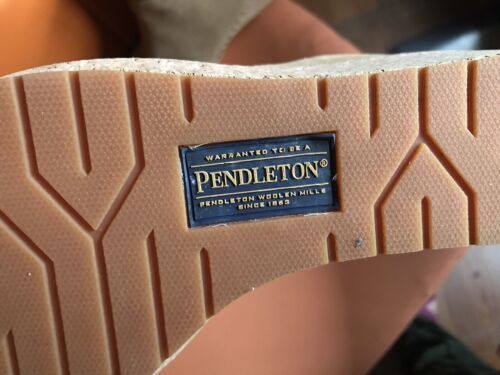 WARRANTED TO BE A
PENDLETON®
PENDLETON WOOLEN MILLS
SINCE 1863